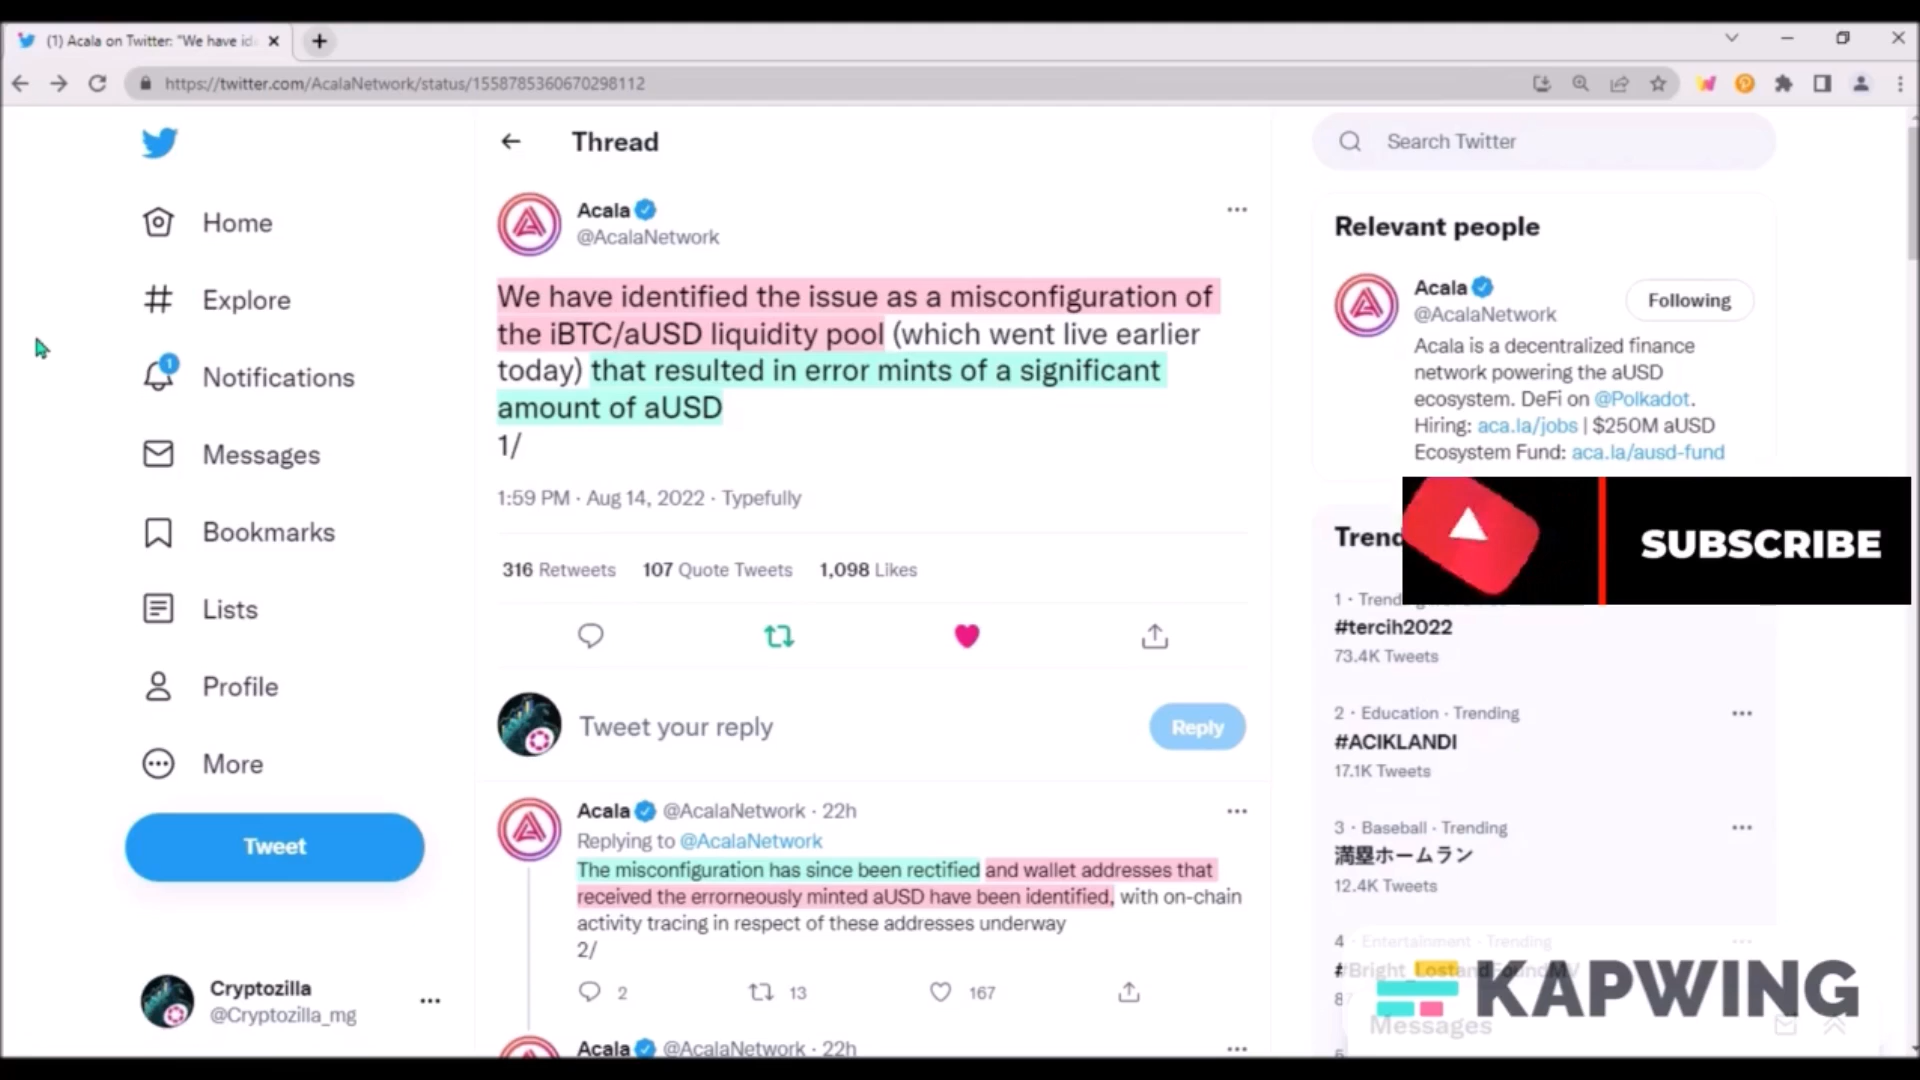 (1) Acala on Twitter: "We have id
https://twitter.com/AcalaNetwork/status/1558785360670298112
Home
Explore
1
Notifications
Messages
Bookmarks
Lists
Profile
More
Tweet
Cryptozilla
@Cryptozilla_mg
Thread
Acala
@AcalaNetwork
We have identified the issue as a misconfiguration of
the iBTC/aUSD liquidity pool (which went live earlier
today) that resulted in error mints of a significant
amount of aUSD
1/
1:59 PM · Aug 14, 2022 · Typefully
316 Retweets 107 Quote Tweets 1,098 Likes
Tweet your reply
Reply
Acala @AcalaNetwork · 22h
Replying to @AcalaNetwork
The misconfiguration has since been rectified and wallet addresses that
received the errorneously minted aUSD have been identified, with on-chain
activity tracing in respect of these addresses underway
2/
2 13 167
Acala @AcalaNetwork · 22h
Search Twitter
Relevant people
Acala
@AcalaNetwork
Following
Acala is a decentralized finance
network powering the aUSD
ecosystem. DeFi on @Polkadot.
Hiring: aca.la/jobs | $250M aUSD
Ecosystem Fund: aca.la/ausd-fund
SUBSCRIBE
Trend
1 · Trend
#tercih2022
73.4K Tweets
2 · Education · Trending
#ACIKLANDI
17.1K Tweets
3 · Baseball · Trending
満塁ホームラン
12.4K Tweets
4 · Entertainment · Trending
#Bright_LostandFoundMV
KAPWING
Messages